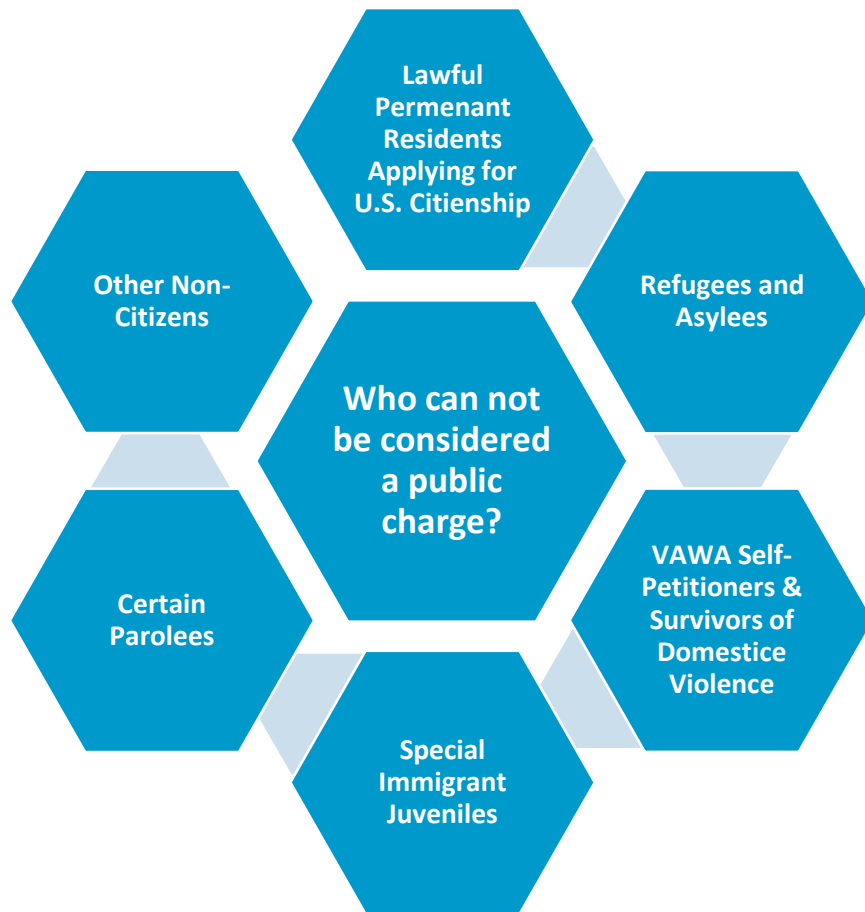 Lawful
Permenant
Residents
Applying for
U.S. Citienship
Other Non-
Citizens
Refugees and
Asylees
Who can not
be considered
a public
charge?
VAWA Self-
Petitioners &
Survivors of
Domestice
Violence
Certain
Parolees
Special
Immigrant
Juveniles